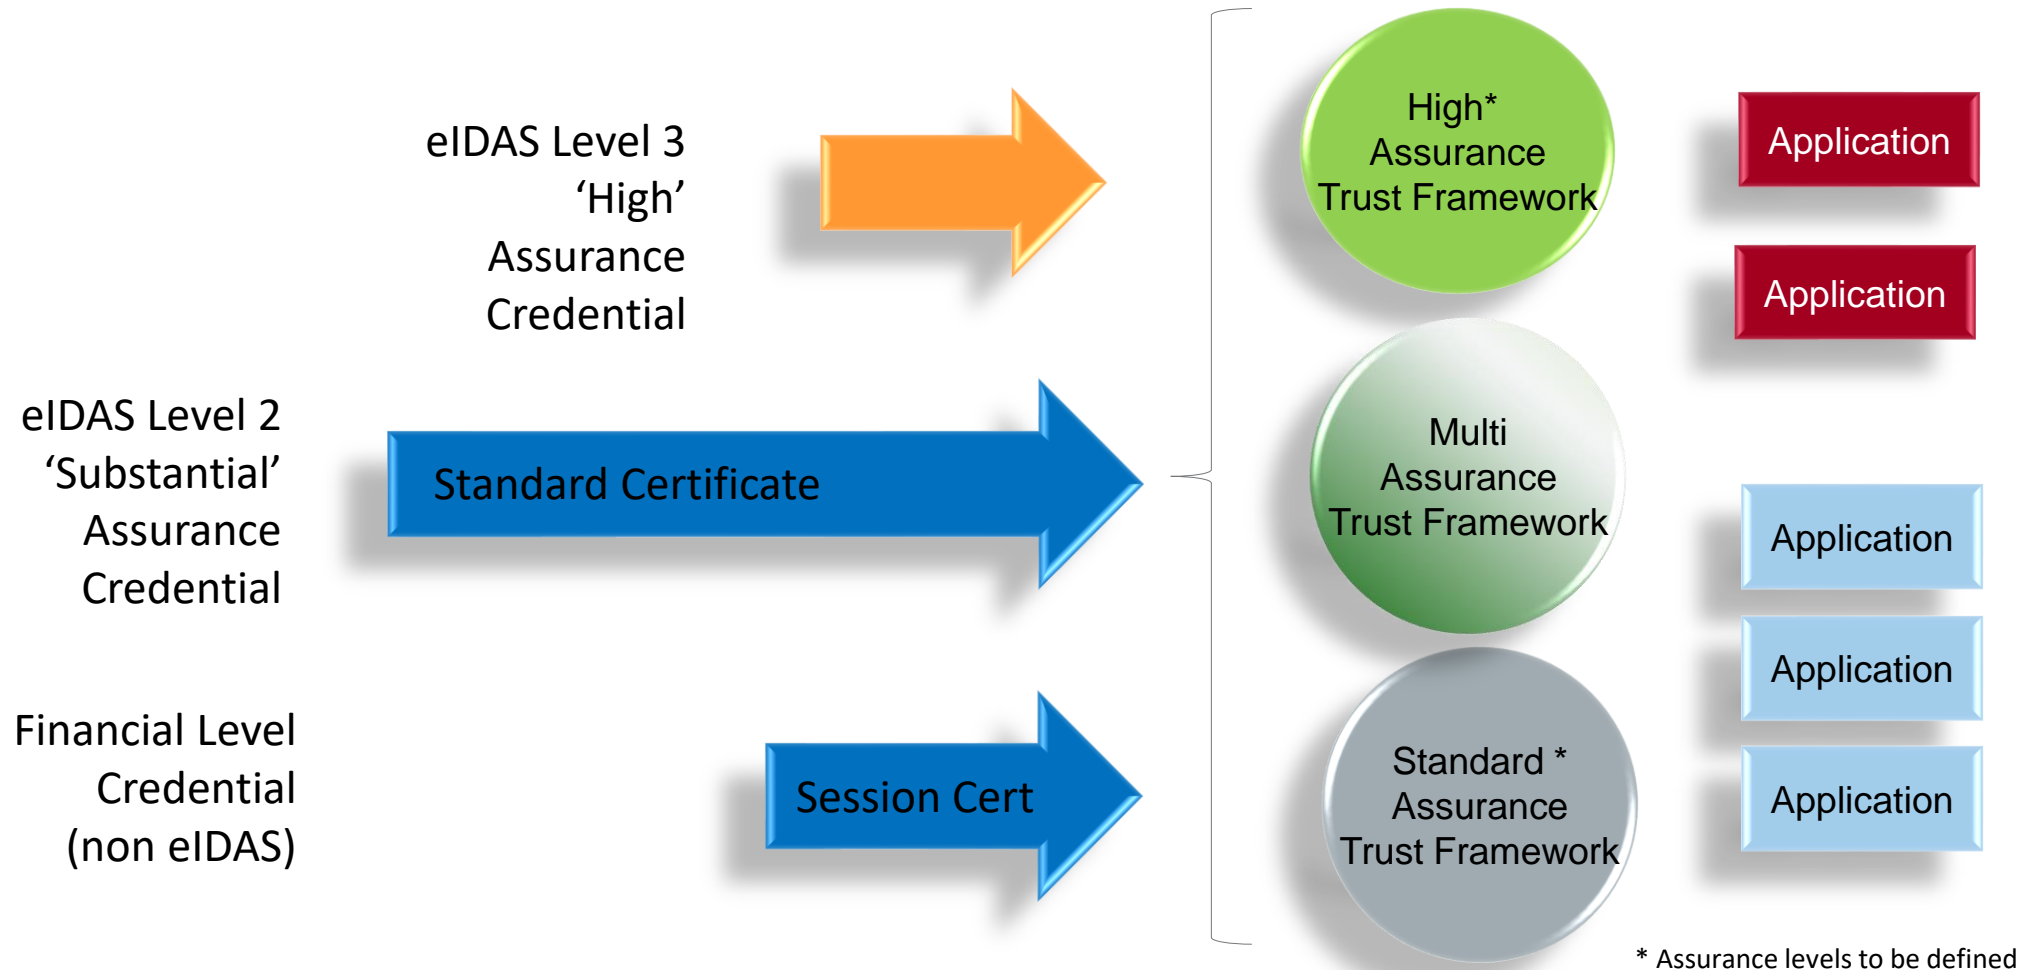 eIDAS Level 3
‘High’
Assurance
Credential
eIDAS Level 2
‘Substantial’
Assurance
Credential
Standard Certificate
Financial Level
Credential
(non eIDAS)
Session Cert
High*
Assurance
Trust Framework
Multi
Assurance
Trust Framework
Standard *
Assurance
Trust Framework
Application
Application
Application
Application
Application
* Assurance levels to be defined